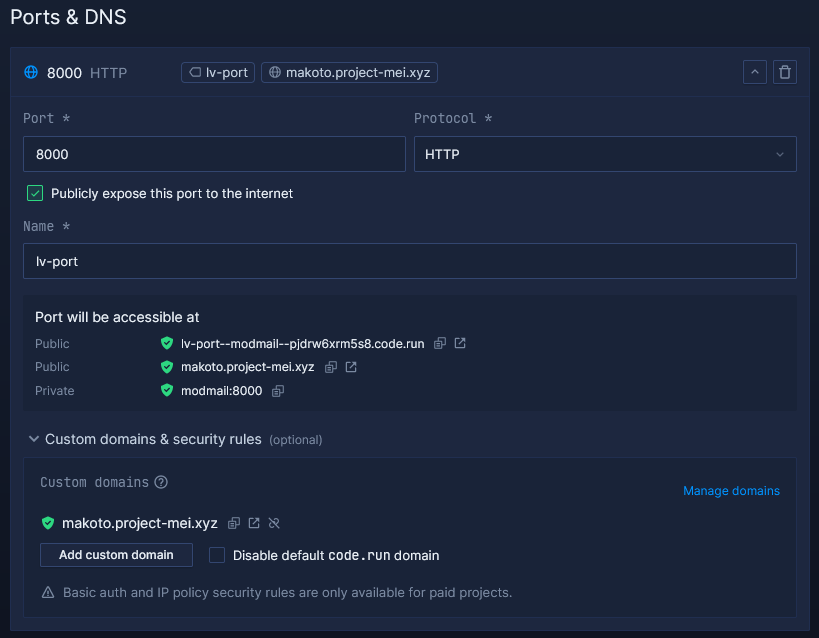 Ports & DNS
8000 HTTP lv-port makoto.project-mei.xyz
Port * Protocol *
8000 HTTP
Publicly expose this port to the internet
Name *
lv-port
Port will be accessible at
Public lv-port--modmail--pjdrw6xrm5s8.code.run
Public makoto.project-mei.xyz
Private modmail:8000
Custom domains & security rules (optional)
Custom domains
Manage domains
makoto.project-mei.xyz
Add custom domain Disable default code.run domain
Basic auth and IP policy security rules are only available for paid projects.